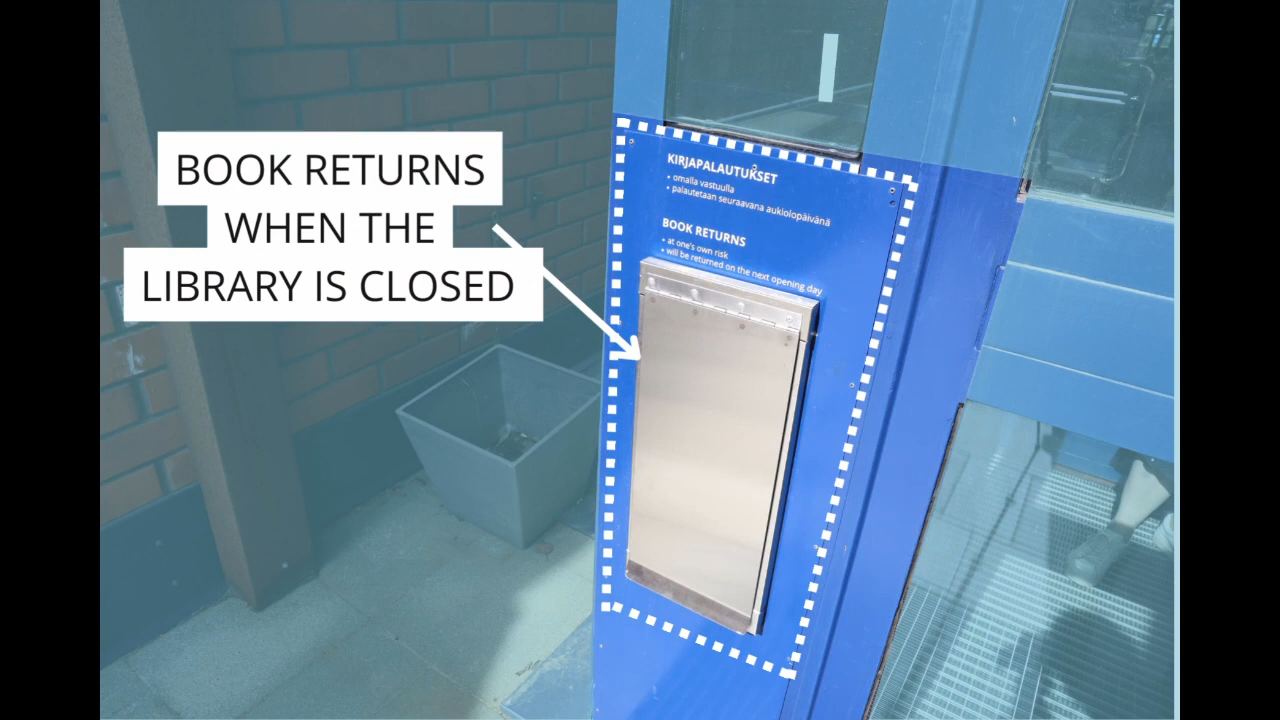 BOOK RETURNS
WHEN THE
LIBRARY IS CLOSED
KIRJAPALAUTUKSET
• omalla vastuulla
• palautetaan seuraavana aukiolopäivänä
BOOK RETURNS
• at one's own risk
• will be returned on the next opening day